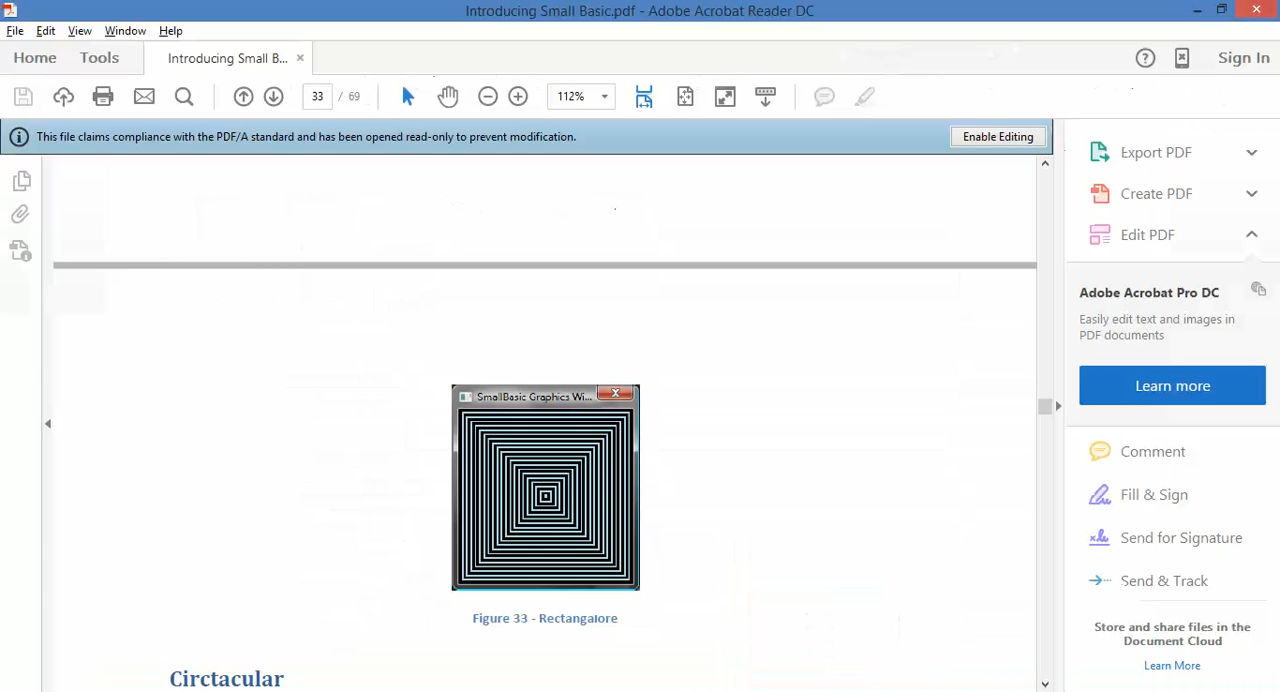 Introducing Small Basic.pdf - Adobe Acrobat Reader DC
File Edit View Window Help
Home Tools Introducing Small B... × Sign In
33 / 69 112%
This file claims compliance with the PDF/A standard and has been opened read-only to prevent modification. Enable Editing
Export PDF
Create PDF
Edit PDF
Adobe Acrobat Pro DC
Easily edit text and images in
PDF documents
Learn more
SmallBasic Graphics Wi...
Figure 33 - Rectangalore
Circtacular
Comment
Fill & Sign
Send for Signature
Send & Track
Store and share files in the
Document Cloud
Learn More